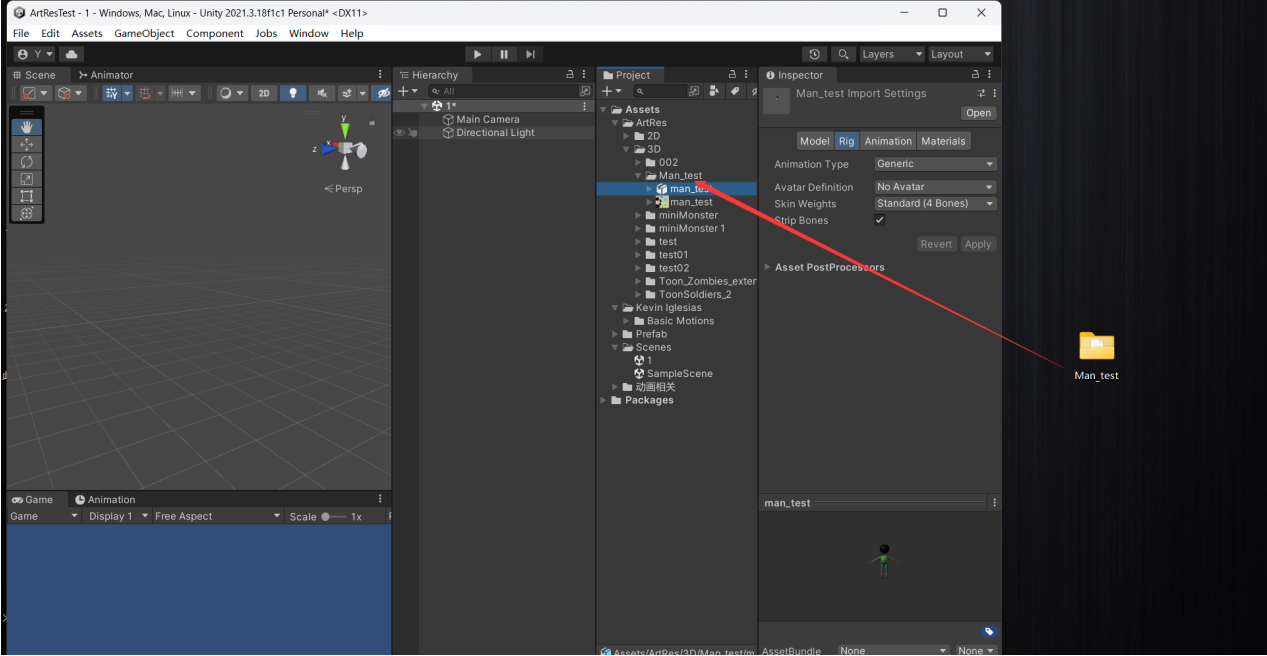 ArtResTest - 1 - Windows, Mac, Linux - Unity 2021.3.18f1c1 Personal* <DX11>
File Edit Assets GameObject Component Jobs Window Help
Y
Layers Layout
Scene Animator
2D
y
x
z
Persp
Game Animation
Game Display 1 Free Aspect Scale 1x
Hierarchy
All
1*
Main Camera
Directional Light
Project
Assets
ArtRes
2D
3D
002
Man_test
man_test
man_test
miniMonster
miniMonster 1
test
test01
test02
Toon_Zombies_exter
ToonSoldiers_2
Kevin Iglesias
Basic Motions
Prefab
Scenes
1
SampleScene
动画相关
Packages
Assets/ArtRes/3D/Man_test/m
Inspector
Man_test Import Settings
Open
Model Rig Animation Materials
Animation Type Generic
Avatar Definition No Avatar
Skin Weights Standard (4 Bones)
Strip Bones
Revert Apply
Asset PostProcessors
man_test
AssetBundle None None
Man_test